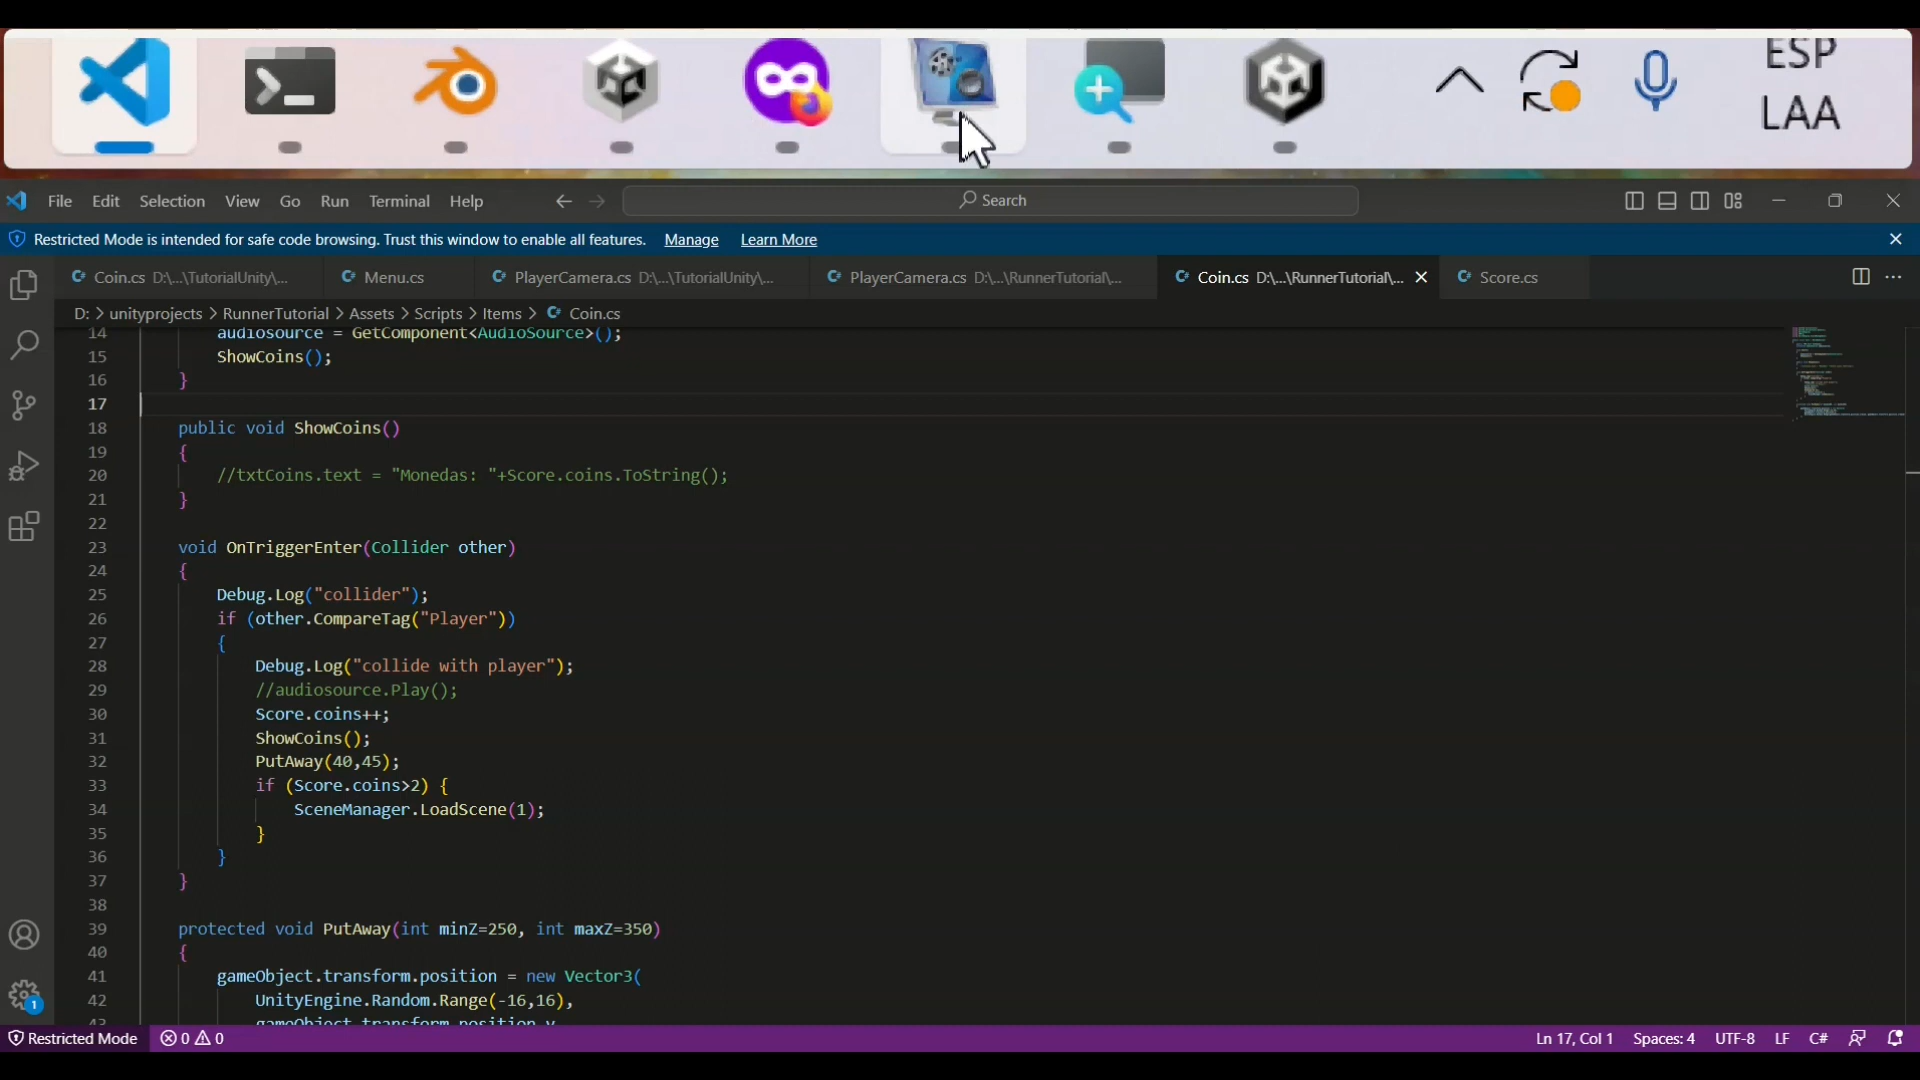 ESP
LAA
File Edit Selection View Go Run Terminal Help Search
Restricted Mode is intended for safe code browsing. Trust this window to enable all features. Manage Learn More
Coin.cs D:\...\TutorialUnity\... Menu.cs PlayerCamera.cs D:\...\TutorialUnity\... PlayerCamera.cs D:\...\RunnerTutorial\... Coin.cs D:\...\RunnerTutorial\... Score.cs
D: > unityprojects > RunnerTutorial > Assets > Scripts > Items > Coin.cs
14 audiosource = GetComponent<AudioSource>();
15 ShowCoins();
16 }
17
18 public void ShowCoins()
19 {
20 //txtCoins.text = "Monedas: "+Score.coins.ToString();
21 }
22
23 void OnTriggerEnter(Collider other)
24 {
25 Debug.Log("collider");
26 if (other.CompareTag("Player"))
27 {
28 Debug.Log("collide with player");
29 //audiosource.Play();
30 Score.coins++;
31 ShowCoins();
32 PutAway(40,45);
33 if (Score.coins>2) {
34 SceneManager.LoadScene(1);
35 }
36 }
37 }
38
39 protected void PutAway(int minZ=250, int maxZ=350)
40 {
41 gameObject.transform.position = new Vector3(
42 UnityEngine.Random.Range(-16,16),
43 gameObject.transform.position.y
1
Restricted Mode 0 0 Ln 17, Col 1 Spaces: 4 UTF-8 LF C#